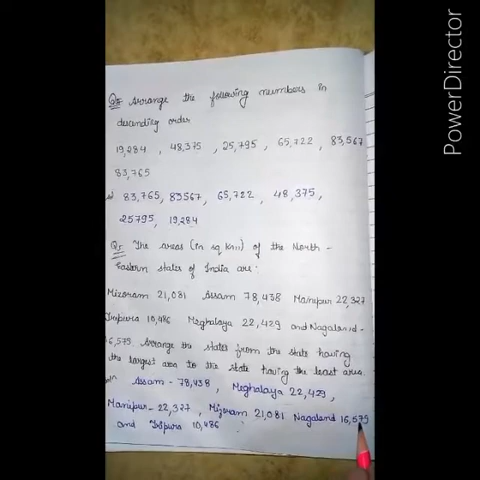 PowerDirector
Arrange the following numbers in
descending order
19,284 , 48,375 , 25,795 , 65,722 , 83,567
83,765
83,765, 83567, 65,722, 48,375,
25795, 19,284
Q5 The areas (in sq km) of the North -
Eastern states of India are:
Mizoram 21,081 Assam 78,438 Manipur 22,327
Tripura 10,486 Meghalaya 22,429 and Nagaland -
16,579. Arrange the states from the state having
the largest area to the state having the least area.
Assam - 78,438, Meghalaya 22,429,
Manipur - 22,327, Mizoram 21,081 Nagaland 16,579
and Tripura 10,486